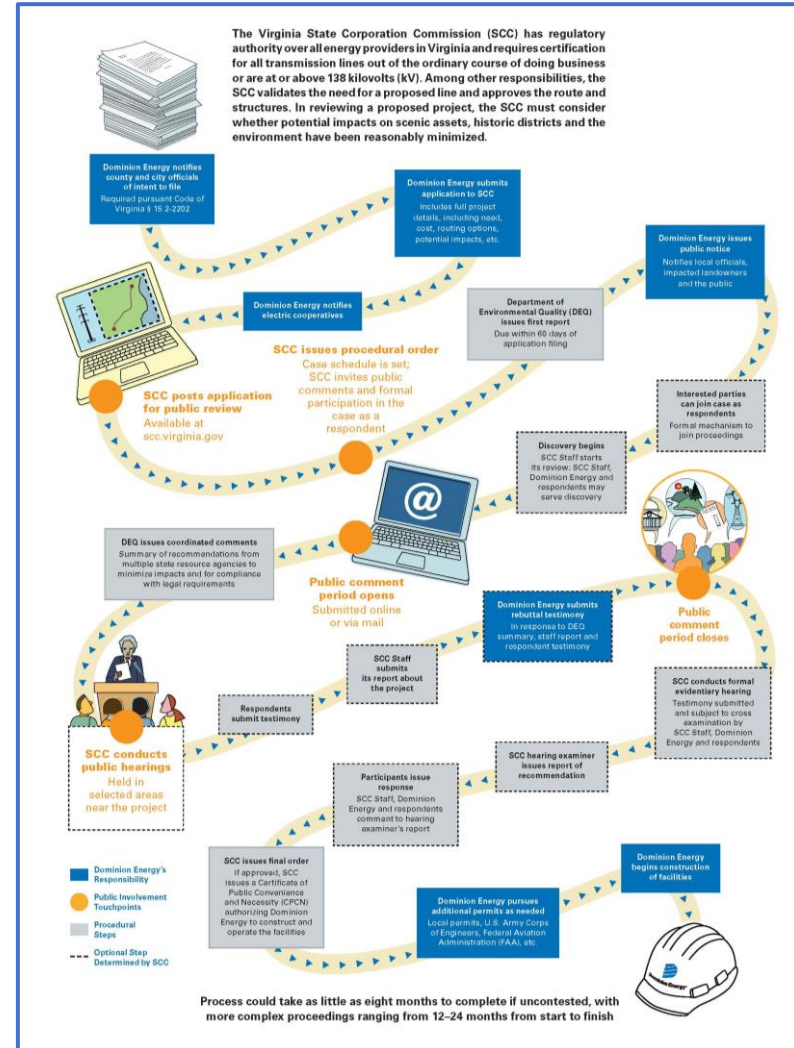 The Virginia State Corporation Commission (SCC) has regulatory
authority over all energy providers in Virginia and requires certification
for all transmission lines out of the ordinary course of doing business
or are at or above 138 kilovolts (kV). Among other responsibilities, the
SCC validates the need for a proposed line and approves the route and
structures. In reviewing a proposed project, the SCC must consider
whether potential impacts on scenic assets, historic districts and the
environment have been reasonably minimized.
Dominion Energy notifies
county and city officials
of intent to file
Required pursuant Code of
Virginia § 15.2-2202
Dominion Energy submits
application to SCC
Includes full project
details, including need,
cost, routing options,
potential impacts, etc.
Dominion Energy notifies
electric cooperatives
SCC posts application
for public review
Available at
scc.virginia.gov
SCC issues procedural order
Case schedule is set;
SCC invites public
comments and formal
participation in the
case as a
respondent
Department of
Environmental Quality (DEQ)
issues first report
Due within 60 days of
application filing
Dominion Energy issues
public notice
Notifies local officials,
impacted landowners
and the public
Interested parties
can join case as
respondents
Formal mechanism to
join proceedings
Discovery begins
SCC Staff starts
its review; SCC Staff,
Dominion Energy and
respondents may
serve discovery
@
Public comment
period opens
Submitted online
or via mail
DEQ issues coordinated comments
Summary of recommendations from
multiple state resource agencies to
minimize impacts and for compliance
with legal requirements
SCC conducts
public hearings
Held in
selected areas
near the project
Respondents
submit testimony
SCC Staff
submits
its report about
the project
Dominion Energy submits
rebuttal testimony
In response to DEQ
summary, staff report and
respondent testimony
NEWS
Public
comment
period closes
SCC conducts formal
evidentiary hearing
Testimony submitted
and subject to cross
examination by
SCC Staff, Dominion
Energy and respondents
SCC hearing examiner
issues report of
recommendation
Participants issue
response
SCC Staff, Dominion
Energy and respondents
comment to hearing
examiner's report
SCC issues final order
If approved, SCC
issues a Certificate of
Public Convenience
and Necessity (CPCN)
authorizing Dominion
Energy to construct and
operate the facilities
Dominion Energy pursues
additional permits as needed
Local permits, U.S. Army Corps
of Engineers, Federal Aviation
Administration (FAA), etc.
Dominion Energy
begins construction
of facilities
Dominion Energy
Dominion Energy's
Responsibility
Public Involvement
Touchpoints
Procedural
Steps
Optional Step
Determined by SCC
Process could take as little as eight months to complete if uncontested, with
more complex proceedings ranging from 12–24 months from start to finish